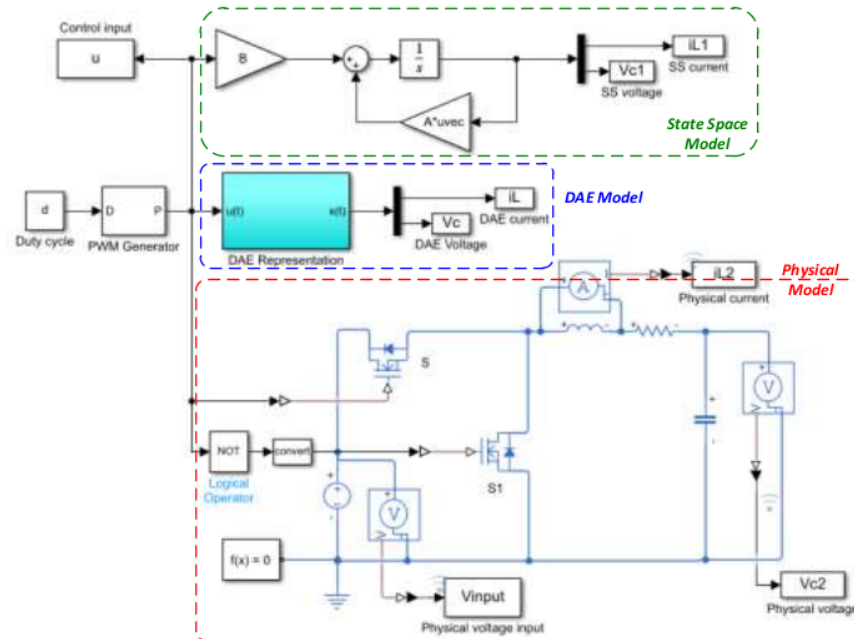 Control input
u
B
1
s
A*uvec
iL1
SS current
Vc1
SS voltage
State Space
Model
d
Duty cycle
D
P
PWM Generator
u(t)
x(t)
DAE Representation
iL
DAE current
Vc
DAE Voltage
DAE Model
Physical
Model
A
I
iL2
Physical current
S
NOT
Logical
Operator
convert
S1
V
V
f(x) = 0
Vinput
Physical voltage input
Vc2
Physical voltage